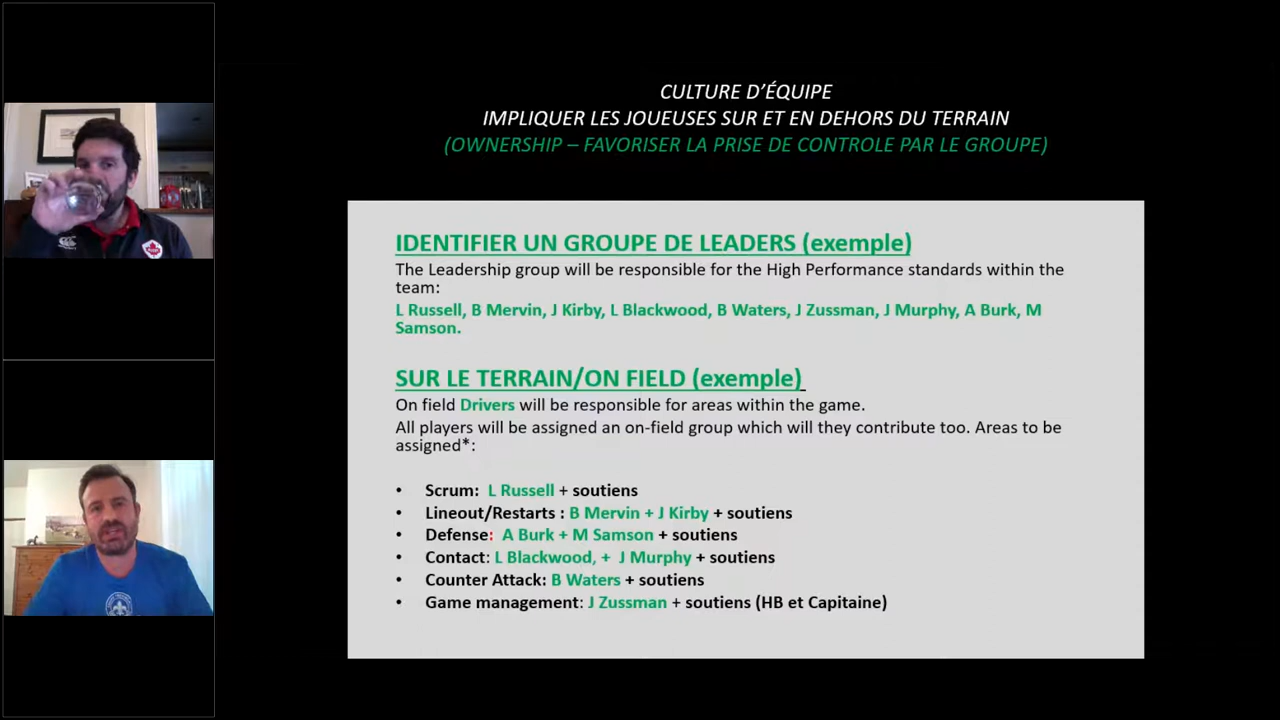 CULTURE D'ÉQUIPE
IMPLIQUER LES JOUEUSES SUR ET EN DEHORS DU TERRAIN
(OWNERSHIP – FAVORISER LA PRISE DE CONTROLE PAR LE GROUPE)
IDENTIFIER UN GROUPE DE LEADERS (exemple)
The Leadership group will be responsible for the High Performance standards within the
team:
L Russell, B Mervin, J Kirby, L Blackwood, B Waters, J Zussman, J Murphy, A Burk, M
Samson.
SUR LE TERRAIN/ON FIELD (exemple)
On field Drivers will be responsible for areas within the game.
All players will be assigned an on-field group which will they contribute too. Areas to be
assigned*:
• Scrum: L Russell + soutiens
• Lineout/Restarts : B Mervin + J Kirby + soutiens
• Defense: A Burk + M Samson + soutiens
• Contact: L Blackwood, + J Murphy + soutiens
• Counter Attack: B Waters + soutiens
• Game management: J Zussman + soutiens (HB et Capitaine)